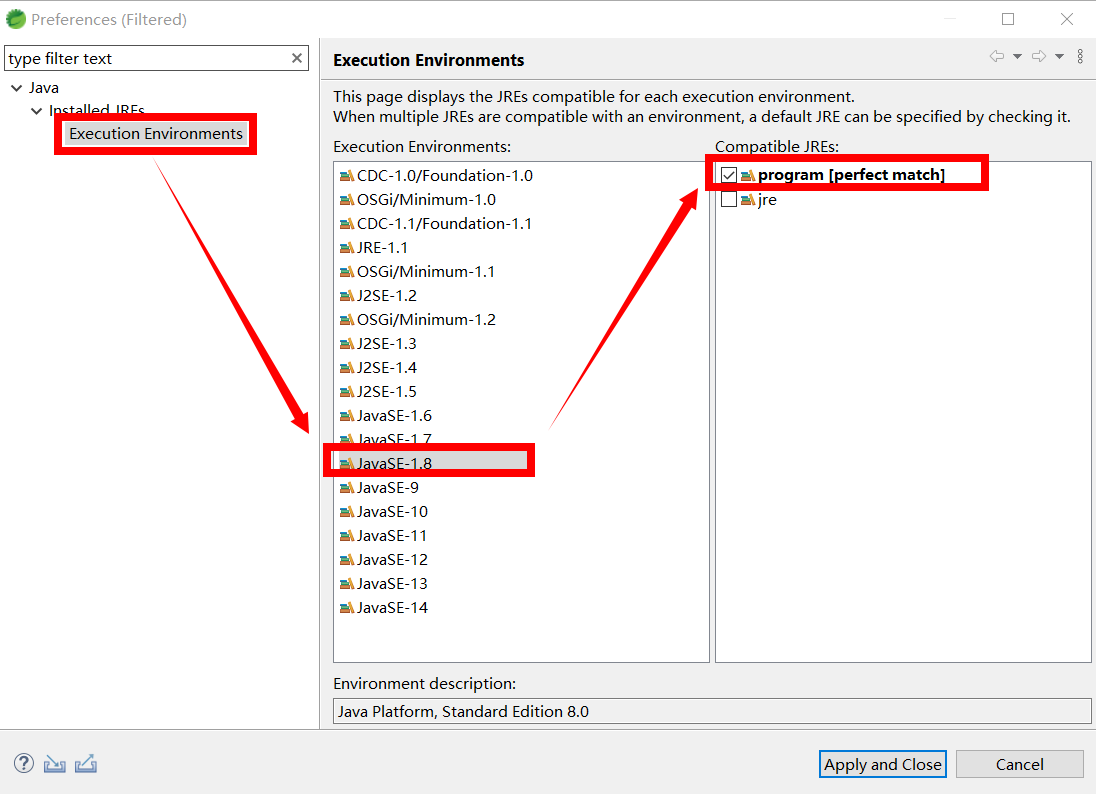 Preferences (Filtered)
type filter text
Java
Installed JREs
Execution Environments
Execution Environments
This page displays the JREs compatible for each execution environment.
When multiple JREs are compatible with an environment, a default JRE can be specified by checking it.
Execution Environments:
CDC-1.0/Foundation-1.0
OSGi/Minimum-1.0
CDC-1.1/Foundation-1.1
JRE-1.1
OSGi/Minimum-1.1
J2SE-1.2
OSGi/Minimum-1.2
J2SE-1.3
J2SE-1.4
J2SE-1.5
JavaSE-1.6
JavaSE-1.7
JavaSE-1.8
JavaSE-9
JavaSE-10
JavaSE-11
JavaSE-12
JavaSE-13
JavaSE-14
Compatible JREs:
program [perfect match]
jre
Environment description:
Java Platform, Standard Edition 8.0
Apply and Close
Cancel